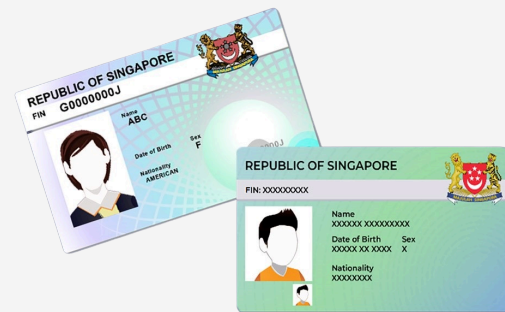 REPUBLIC OF SINGAPORE
FIN G0000000J
Name
ABC
Date of Birth Sex
F
Nationality
AMERICAN
REPUBLIC OF SINGAPORE
FIN: XXXXXXXXX
Name
XXXXXX XXXXXXXXX
Date of Birth Sex
XXXXX XX XXXX X
Nationality
XXXXXXXX